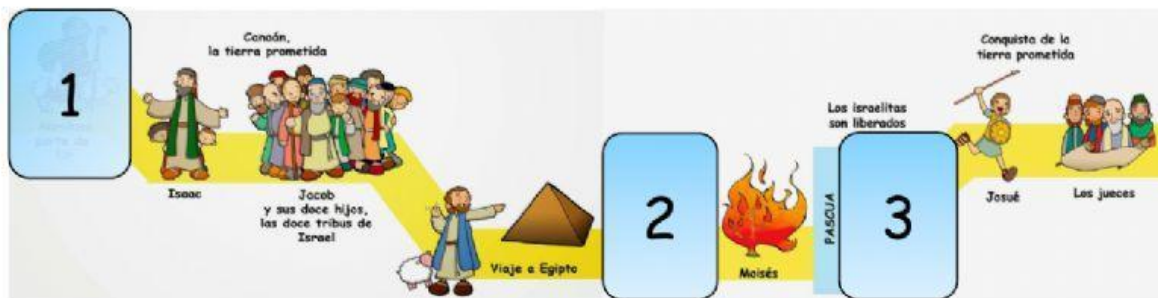 1
Canaán,
la tierra prometida
Isaac
Jacob
y sus doce hijos,
las doce tribus de
Israel
Viaje a Egipto
2
Moisés
PASCUA
Los israelitas
son liberados
3
Conquista de la
tierra prometida
Josué
Los jueces